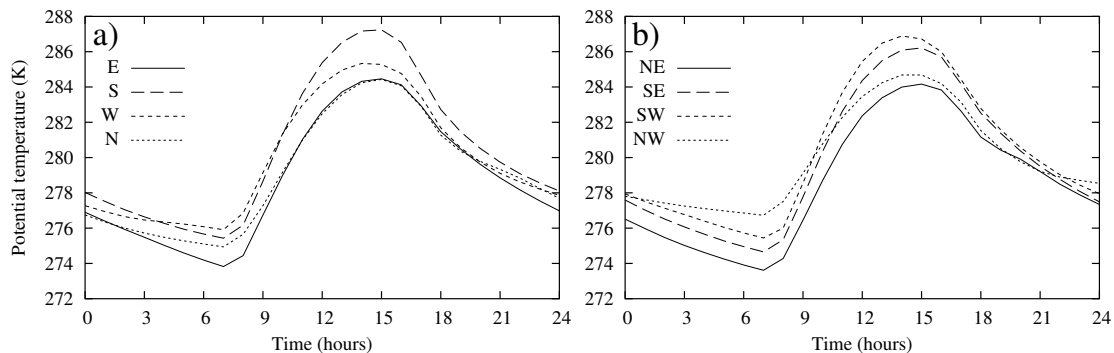 288
286
284
282
280
278
276
274
272
Potential temperature (K)
a)
E
S
W
N
0 3 6 9 12 15 18 21 24
Time (hours)
288
286
284
282
280
278
276
274
272
b)
NE
SE
SW
NW
0 3 6 9 12 15 18 21 24
Time (hours)